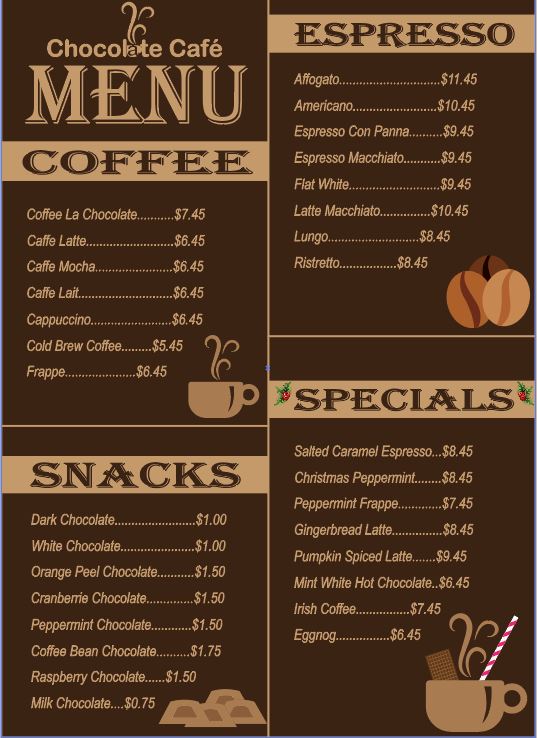 Chocolate Café
MENU
COFFEE
Coffee La Chocolate..........$7.45
Caffe Latte.......................$6.45
Caffe Mocha.....................$6.45
Caffe Lait.........................$6.45
Cappuccino......................$6.45
Cold Brew Coffee........$5.45
Frappe....................$6.45
SNACKS
Dark Chocolate.......................$1.00
White Chocolate.....................$1.00
Orange Peel Chocolate..........$1.50
Cranberrie Chocolate.............$1.50
Peppermint Chocolate...........$1.50
Coffee Bean Chocolate.........$1.75
Raspberry Chocolate.....$1.50
Milk Chocolate....$0.75
ESPRESSO
Affogato.............................$11.45
Americano........................$10.45
Espresso Con Panna.........$9.45
Espresso Macchiato..........$9.45
Flat White..........................$9.45
Latte Macchiato..............$10.45
Lungo..........................$8.45
Ristretto................$8.45
SPECIALS
Salted Caramel Espresso...$8.45
Christmas Peppermint.......$8.45
Peppermint Frappe............$7.45
Gingerbread Latte..............$8.45
Pumpkin Spiced Latte.......$9.45
Mint White Hot Chocolate..$6.45
Irish Coffee...............$7.45
Eggnog...............$6.45